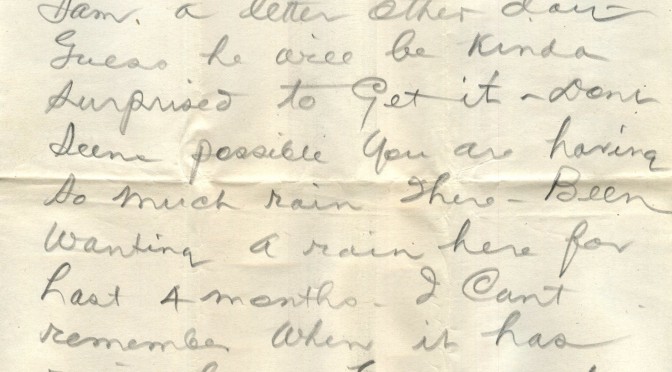 Sam. a letter other day
Guess he will be Kinda
Surprised to Get it - Dont
Seem possible You are having
So much rain There - Been
Wanting a rain here for
Last 4 months - I Cant
remember When it has